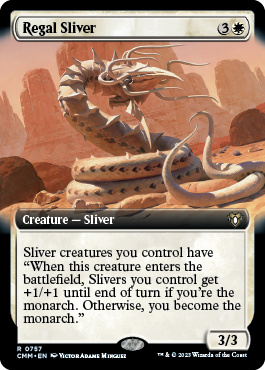 Regal Sliver 3
Creature — Sliver
Sliver creatures you control have
“When this creature enters the
battlefield, Slivers you control get
+1/+1 until end of turn if you’re the
monarch. Otherwise, you become the
monarch.”
3/3
R 0757
CMM • EN VICTOR ADAME MINGUEZ ™ & © 2023 Wizards of the Coast